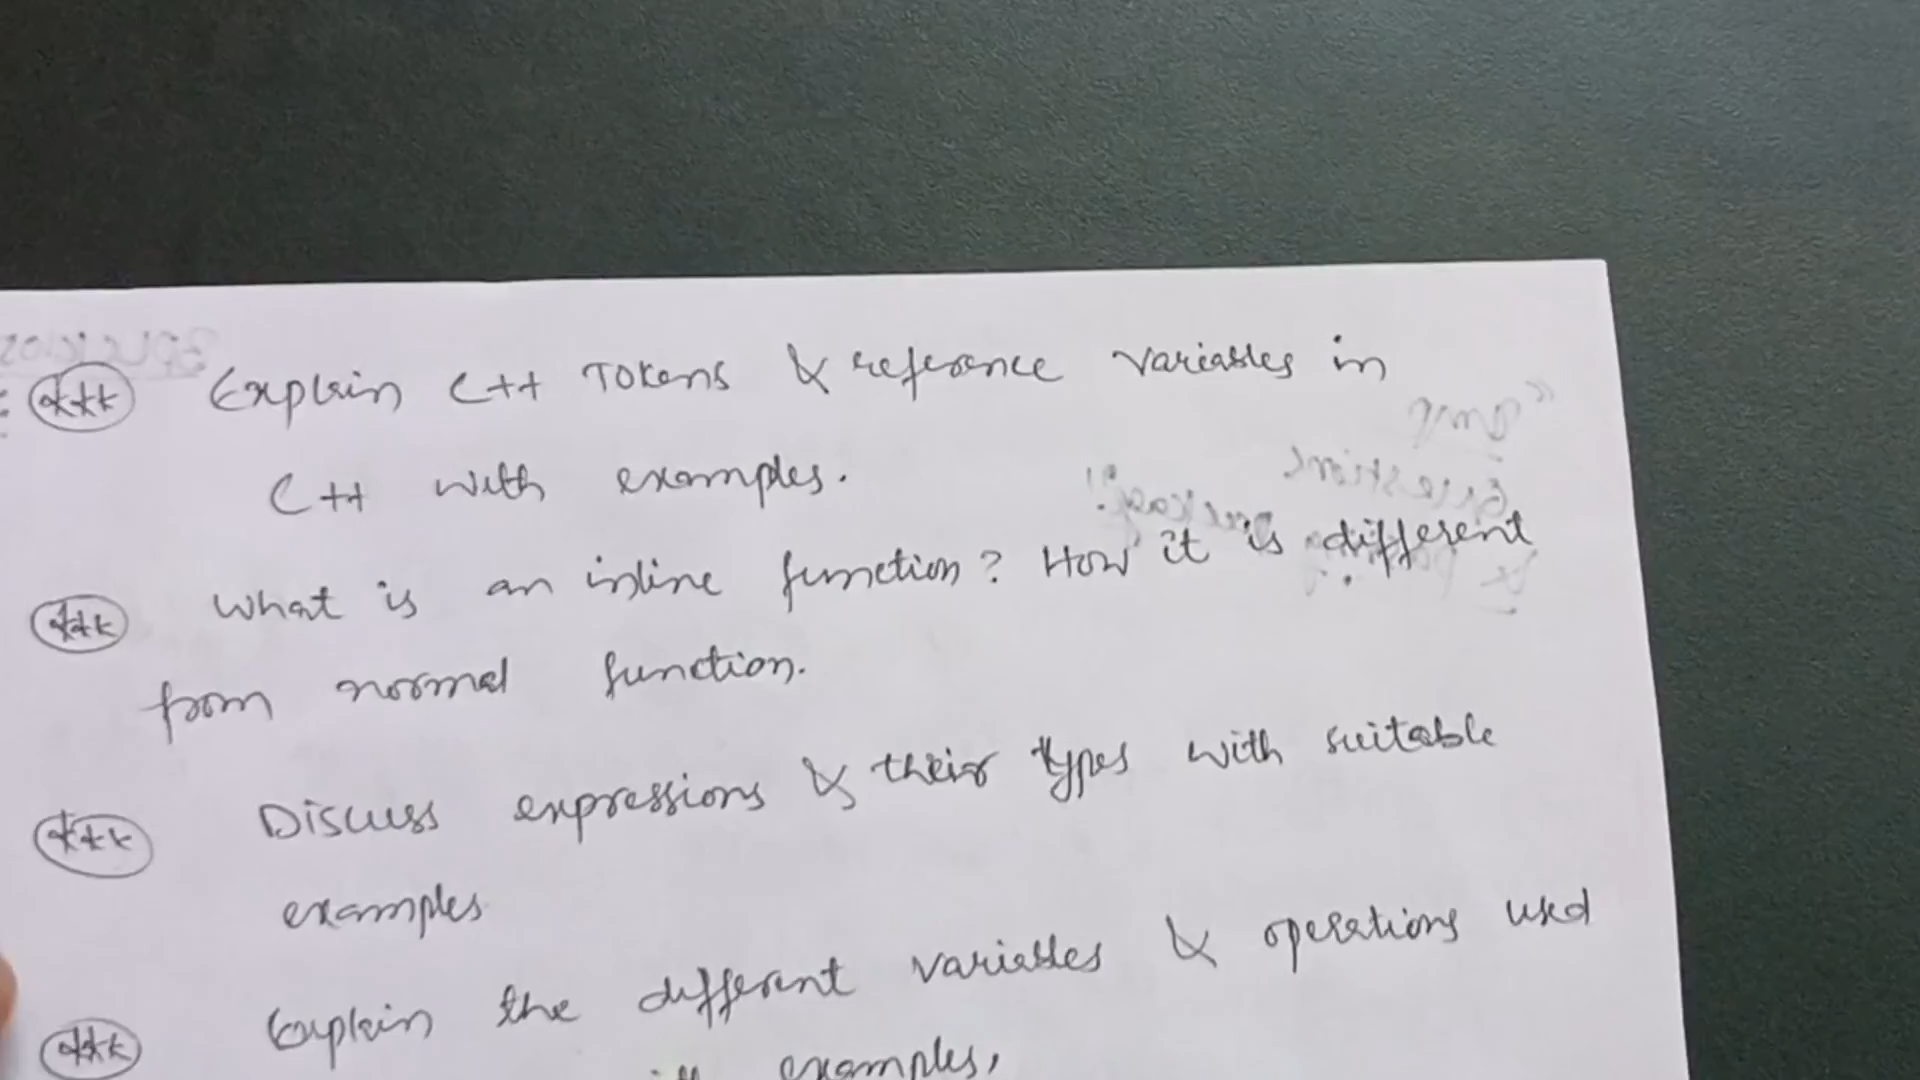 *** Explain C++ Tokens & reference variables in
C++ with examples.
*** What is an inline function? How it is different
from normal function.
*** Discuss expressions & their types with suitable
examples
*** Explain the different variables & operations used
with examples,